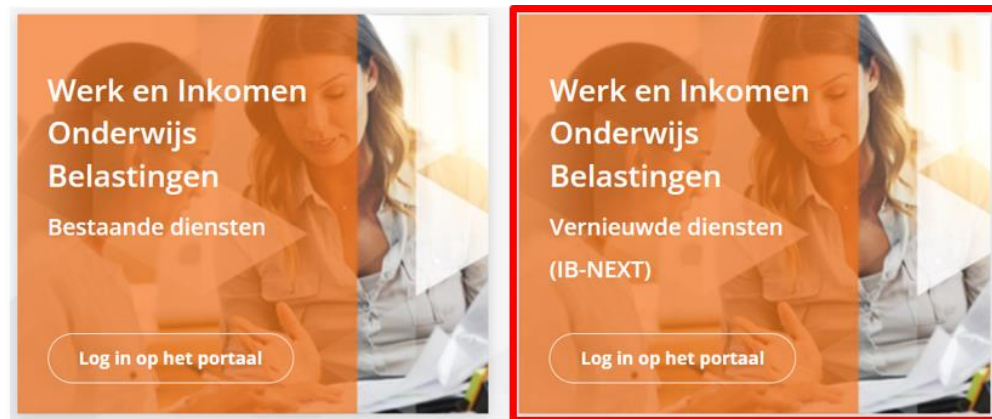 Werk en Inkomen
Onderwijs
Belastingen
Bestaande diensten
Log in op het portaal
Werk en Inkomen
Onderwijs
Belastingen
Vernieuwde diensten
(IB-NEXT)
Log in op het portaal